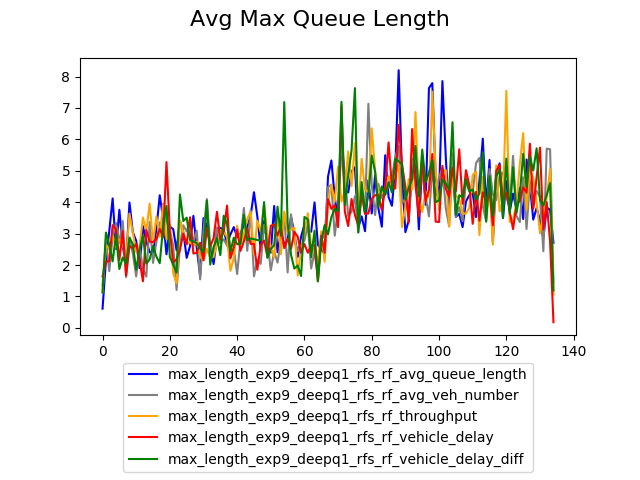 Avg Max Queue Length
8
7
6
5
4
3
2
1
0
0 20 40 60 80 100 120 140
max_length_exp9_deepq1_rfs_rf_avg_queue_length
max_length_exp9_deepq1_rfs_rf_avg_veh_number
max_length_exp9_deepq1_rfs_rf_throughput
max_length_exp9_deepq1_rfs_rf_vehicle_delay
max_length_exp9_deepq1_rfs_rf_vehicle_delay_diff